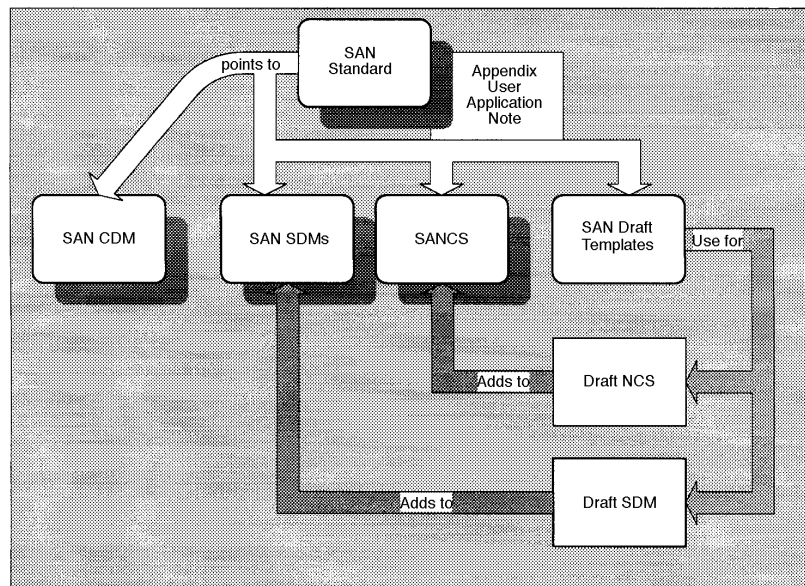 SAN
Standard
points to
Appendix
User
Application
Note
SAN CDM
SAN SDMs
SANCS
SAN Draft
Templates
Use for
Draft NCS
Adds to
Draft SDM
Adds to